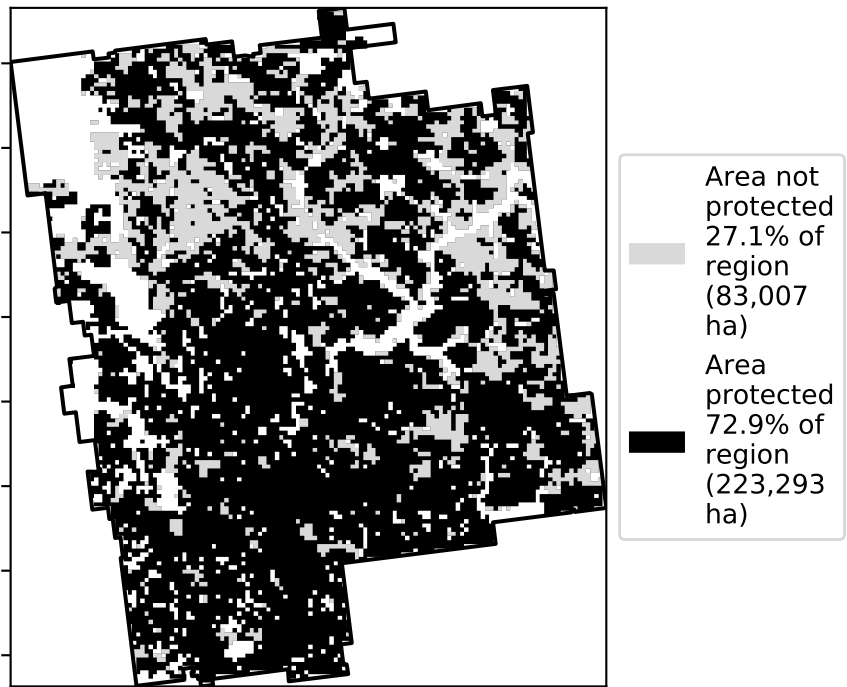 Area not
protected
27.1% of
region
(83,007
ha)
Area
protected
72.9% of
region
(223,293
ha)